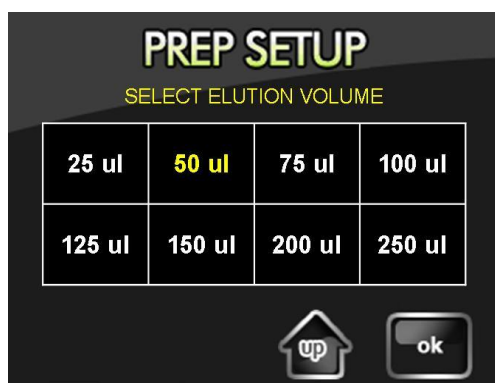 PREP SETUP
SELECT ELUTION VOLUME
25 ul 50 ul 75 ul 100 ul
125 ul 150 ul 200 ul 250 ul
up ok